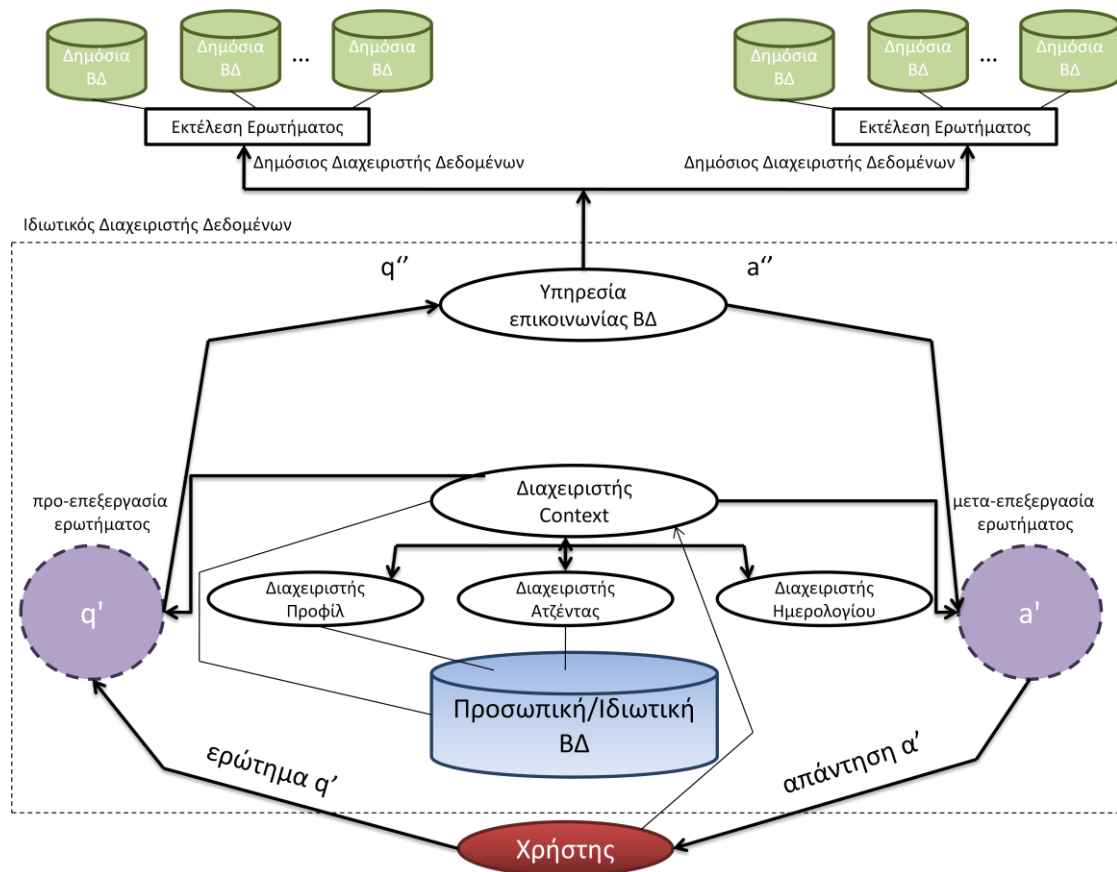 Δημόσια
ΒΔ
Δημόσια
ΒΔ
...
Δημόσια
ΒΔ
Δημόσια
ΒΔ
Δημόσια
ΒΔ
...
Δημόσια
ΒΔ
Εκτέλεση Ερωτήματος
Εκτέλεση Ερωτήματος
Δημόσιος Διαχειριστής Δεδομένων
Δημόσιος Διαχειριστής Δεδομένων
Ιδιωτικός Διαχειριστής Δεδομένων
q‘’
a‘’
Υπηρεσία
επικοινωνίας ΒΔ
προ-επεξεργασία
ερωτήματος
Διαχειριστής
Context
μετα-επεξεργασία
ερωτήματος
Διαχειριστής
Προφίλ
Διαχειριστής
Ατζέντας
Διαχειριστής
Ημερολογίου
q'
a'
Προσωπική/Ιδιωτική
ΒΔ
ερώτημα q’
απάντηση α’
Χρήστης